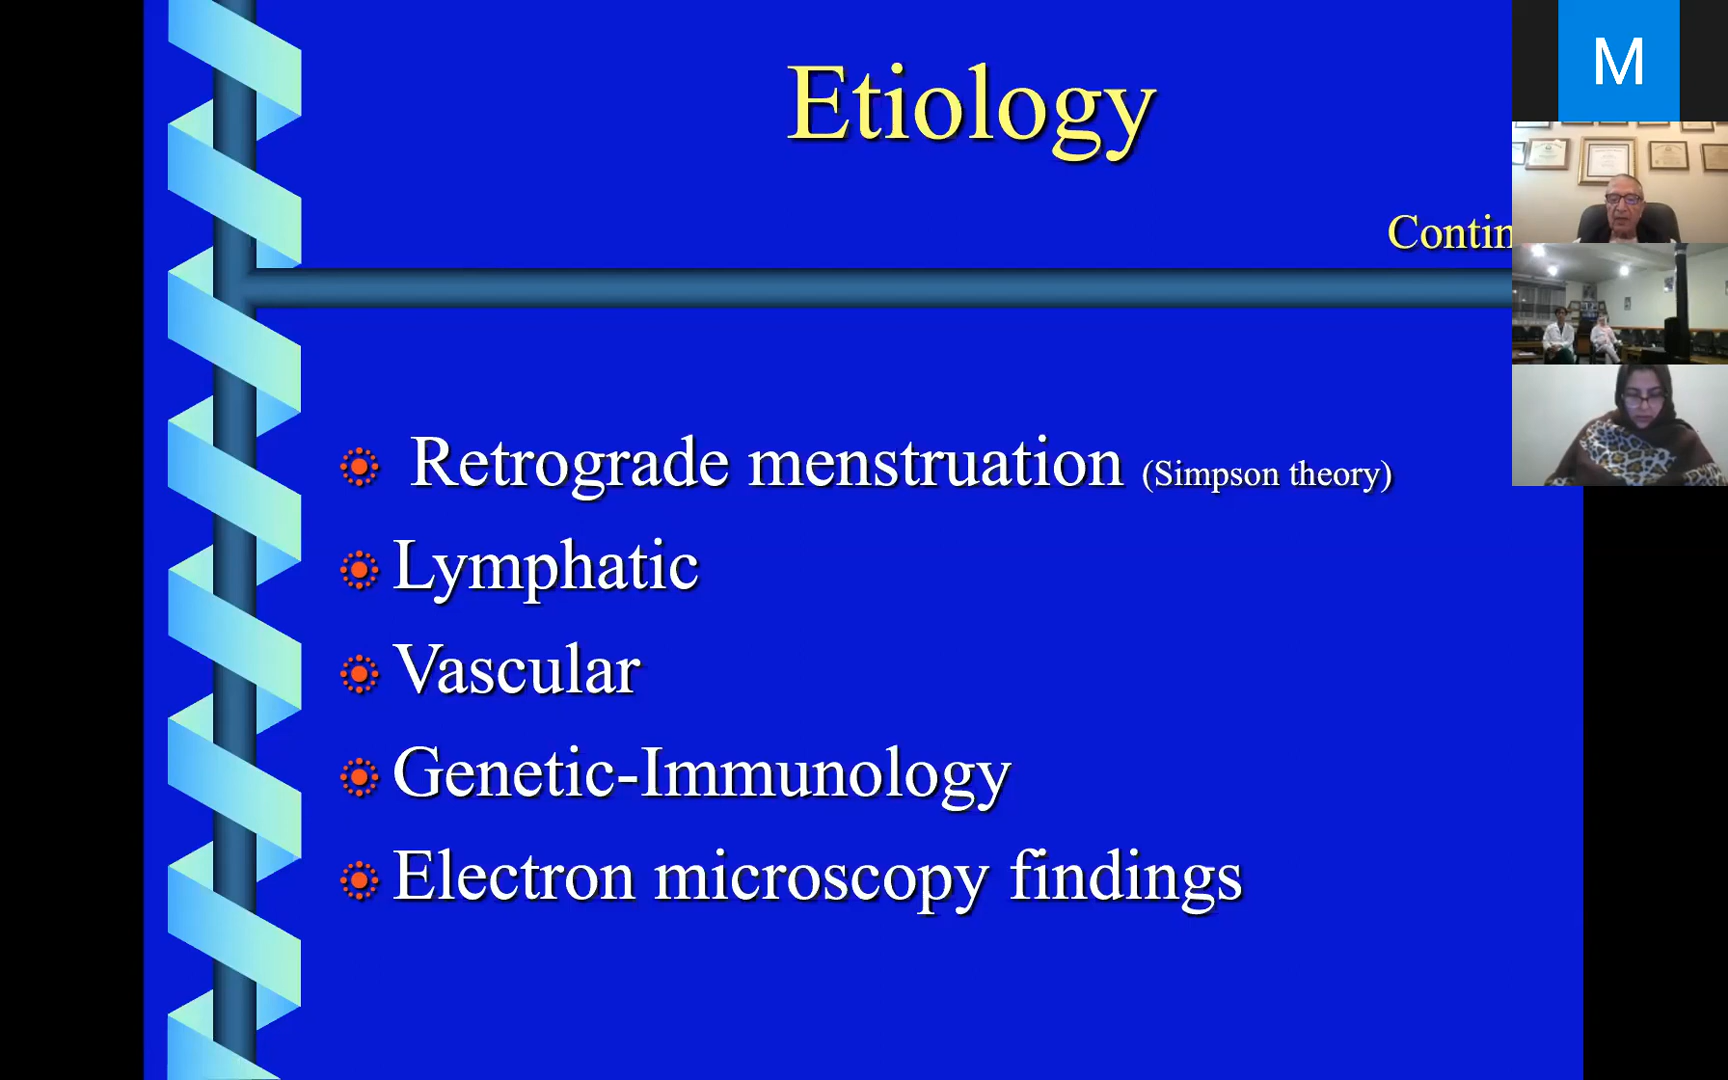 Etiology
Contin
Retrograde menstruation (Simpson theory)
Lymphatic
Vascular
Genetic-Immunology
Electron microscopy findings
M